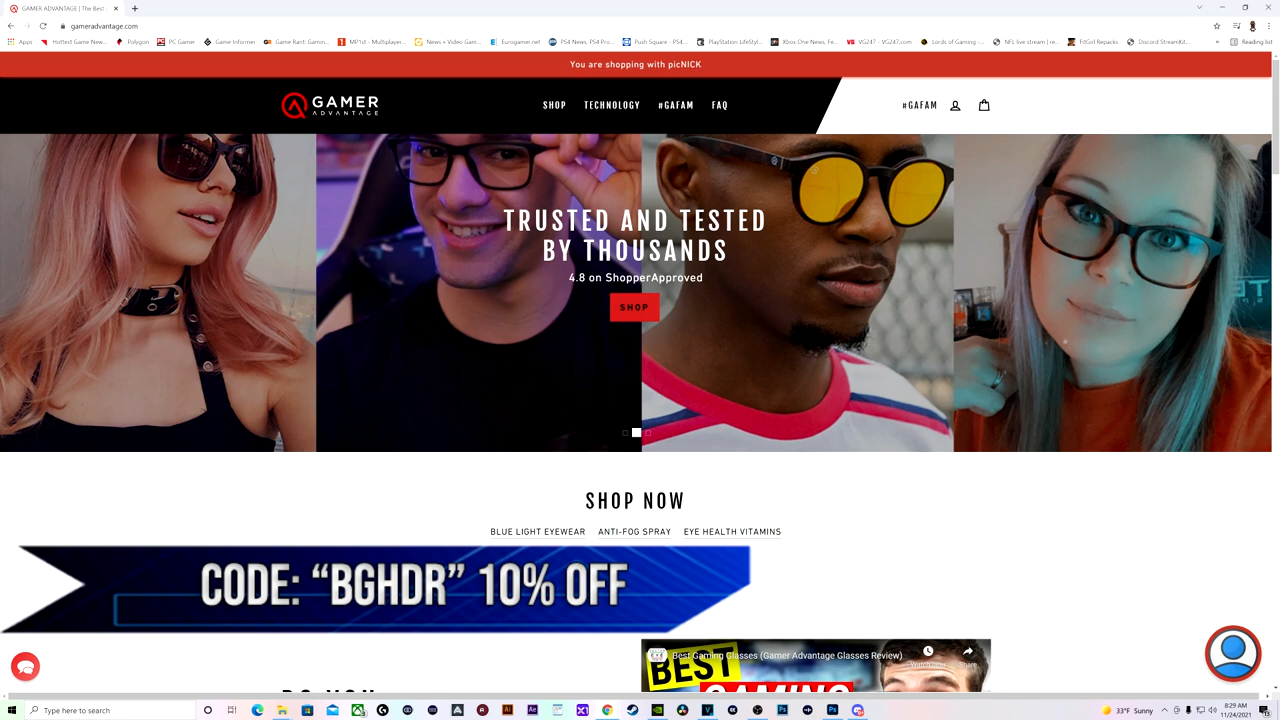 GAMER ADVANTAGE | The Best -
gameradvantage.com
Apps
Hottest Game New...
Polygon
PC Gamer
Game Informer
Game Rant: Gamin...
MP1st - Multiplayer...
News « Video Gam...
Eurogamer.net
PS4 News, PS4 Pro...
Push Square - PS4...
PlayStation LifeStyl...
Xbox One News, Fe...
VG247 - VG247.com
Lords of Gaming -...
NFL live stream | re...
FitGirl Repacks
Discord StreamKit...
»
Reading list
You are shopping with picNICK
GAMER
ADVANTAGE
SHOP
TECHNOLOGY
#GAFAM
FAQ
#GAFAM
TRUSTED AND TESTED
BY THOUSANDS
4.8 on ShopperApproved
SHOP
SHOP NOW
BLUE LIGHT EYEWEAR
ANTI-FOG SPRAY
EYE HEALTH VITAMINS
CODE: “BGHDR” 10% OFF
Best Gaming Glasses (Gamer Advantage Glasses Review)
Share
BEST
GAMING
DO YOU
Type here to search
33°F Sunny
8:29 AM
11/24/2021